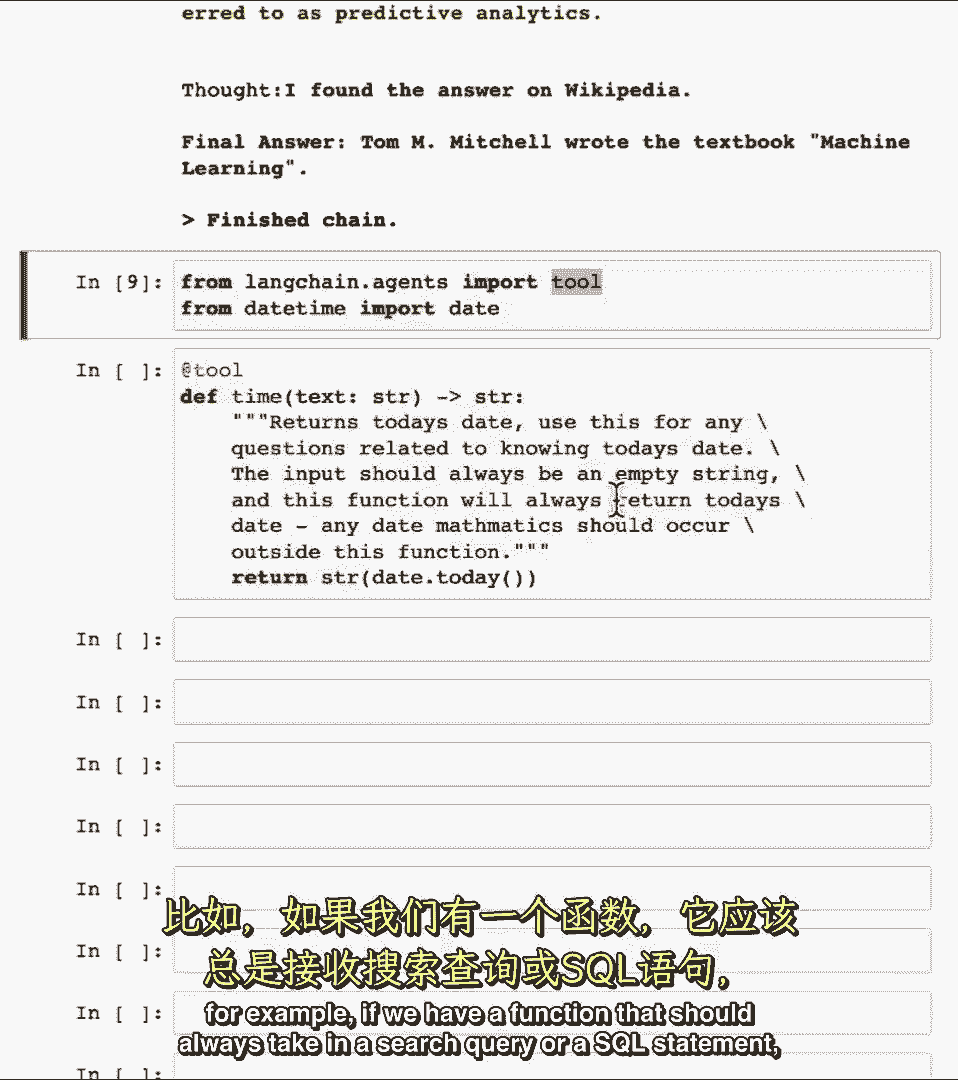 erred to as predictive analytics.
Thought:I found the answer on Wikipedia.
Final Answer: Tom M. Mitchell wrote the textbook "Machine
Learning".
> Finished chain.
In [9]: from langchain.agents import tool
from datetime import date
In [ ]: @tool
def time(text: str) -> str:
"""Returns todays date, use this for any \
questions related to knowing todays date. \
The input should always be an empty string, \
and this function will always return todays \
date - any date mathmatics should occur \
outside this function."""
return str(date.today())
In [ ]:
In [ ]:
In [ ]:
In [ ]:
In [ ]:
比如，如果我们有一个函数，它应该
In [ ]:
总是接收搜索查询或SQL语句，
In [ ]: for example, if we have a function that should
always take in a search query or a SQL statement,
In [ ]: